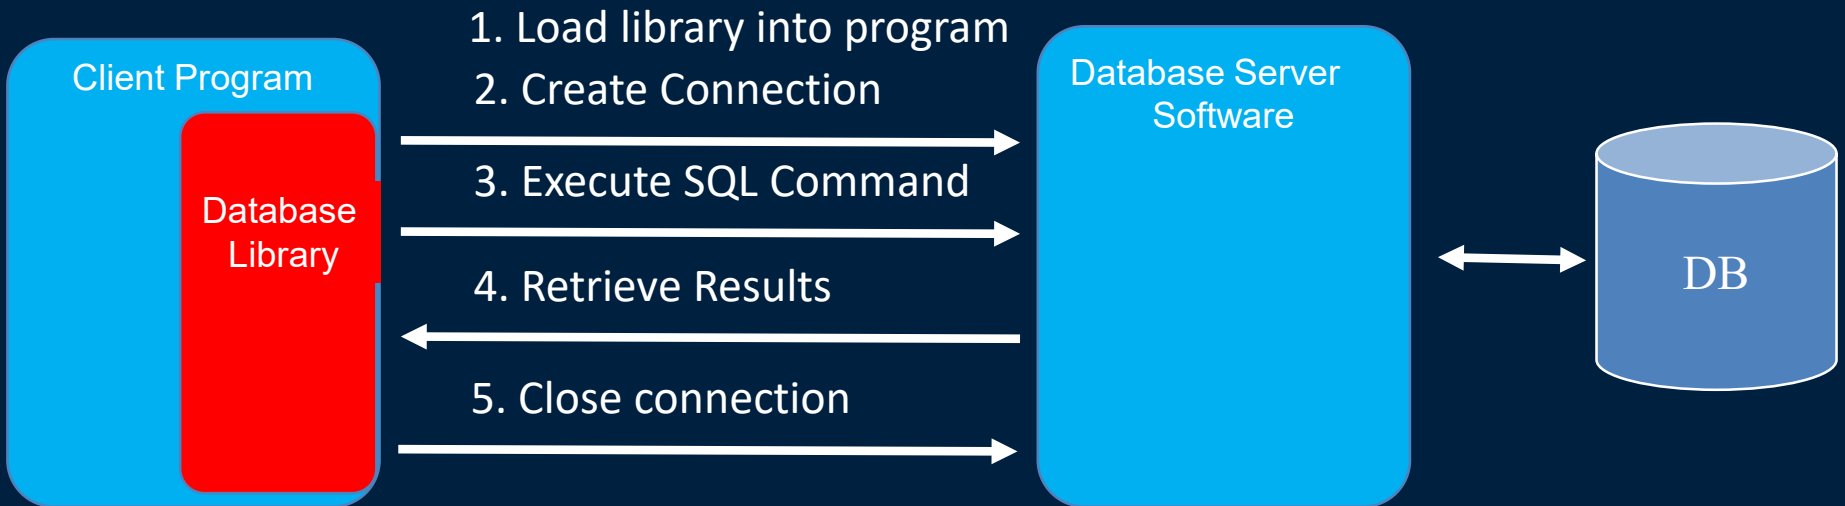 Client Program
Database
Library
1. Load library into program
2. Create Connection
3. Execute SQL Command
4. Retrieve Results
5. Close connection
Database Server
Software
DB